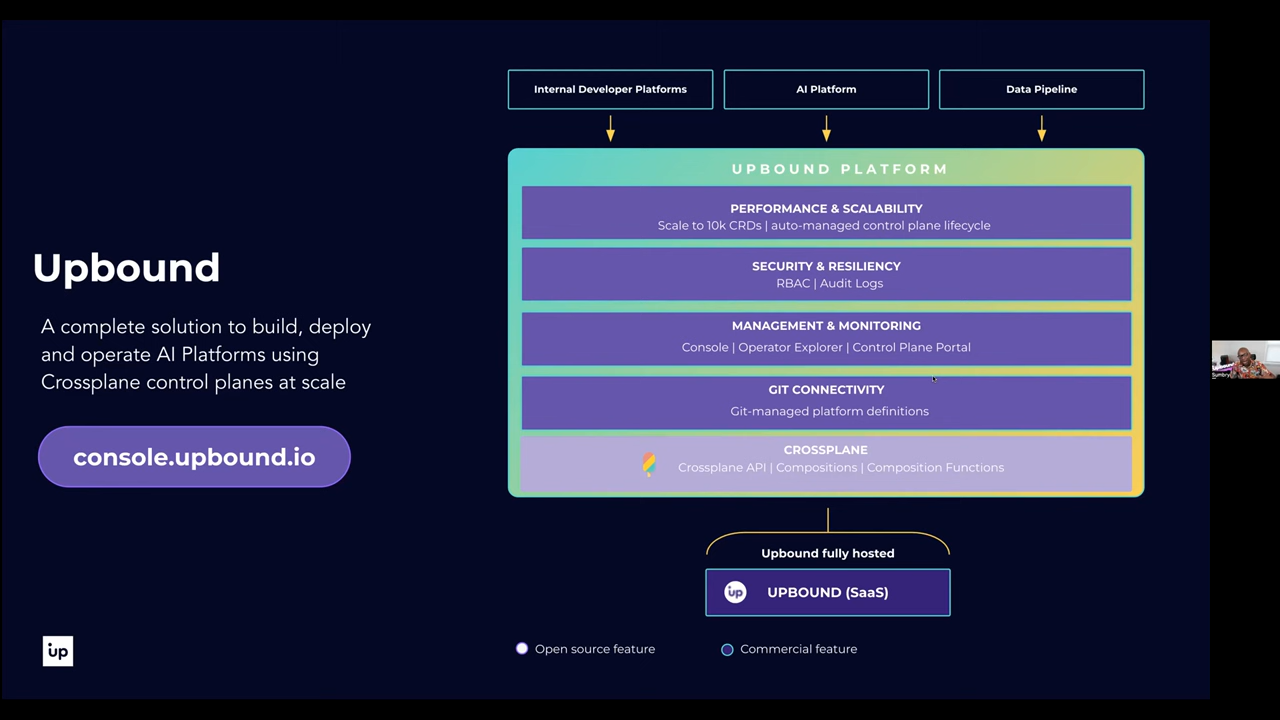 Internal Developer Platforms
AI Platform
Data Pipeline
UPBOUND PLATFORM
PERFORMANCE & SCALABILITY
Scale to 10k CRDs | auto-managed control plane lifecycle
SECURITY & RESILIENCY
RBAC | Audit Logs
MANAGEMENT & MONITORING
Console | Operator Explorer | Control Plane Portal
GIT CONNECTIVITY
Git-managed platform definitions
CROSSPLANE
Crossplane API | Compositions | Composition Functions
Upbound
A complete solution to build, deploy
and operate AI Platforms using
Crossplane control planes at scale
console.upbound.io
Upbound fully hosted
up
UPBOUND (SaaS)
up
Open source feature
Commercial feature